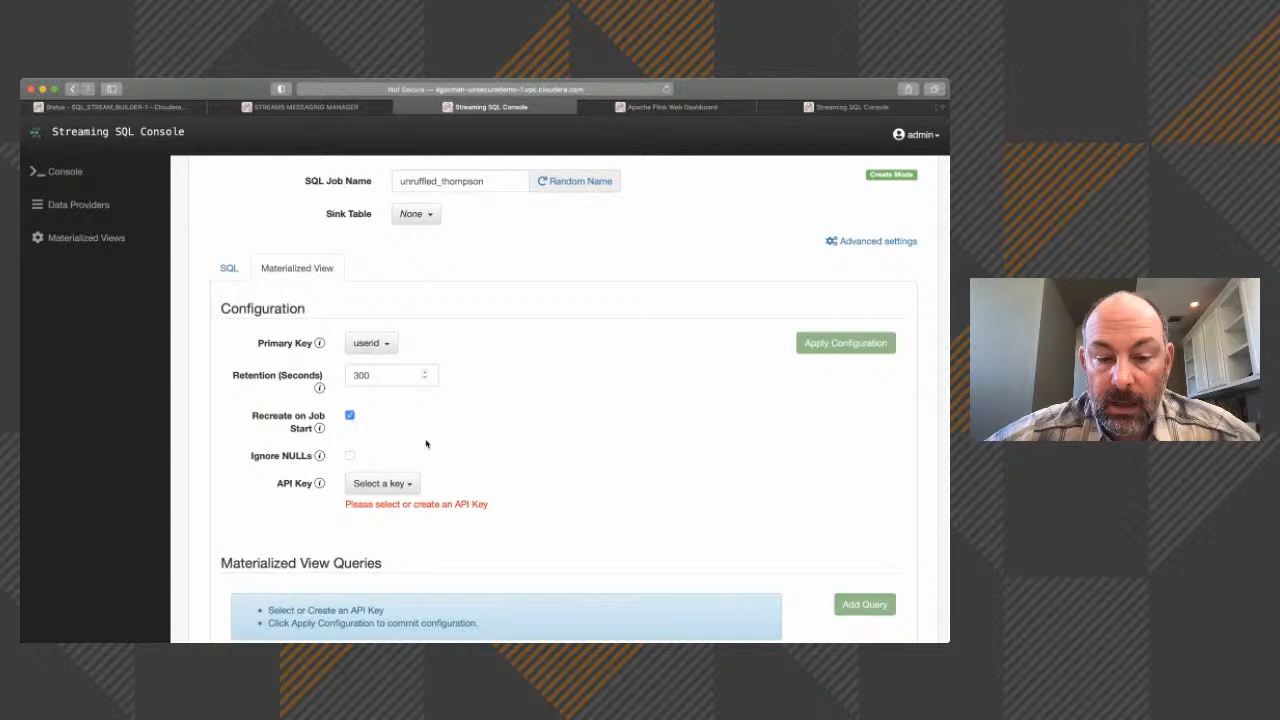 Not Secure — kgorman-unsecuredemo-1.vpc.cloudera.com
Status - SQL_STREAM_BUILDER-1 - Cloudera...
STREAMS MESSAGING MANAGER
Streaming SQL Console
Apache Flink Web Dashboard
Streaming SQL Console
Streaming SQL Console
admin
Console
Data Providers
Materialized Views
SQL Job Name
unruffled_thompson
Random Name
Create Mode
Sink Table
None
Advanced settings
SQL
Materialized View
Configuration
Primary Key
userid
Apply Configuration
Retention (Seconds)
300
Recreate on Job
Start
Ignore NULLs
API Key
Select a key
Please select or create an API Key
Materialized View Queries
Select or Create an API Key
Click Apply Configuration to commit configuration.
Add Query